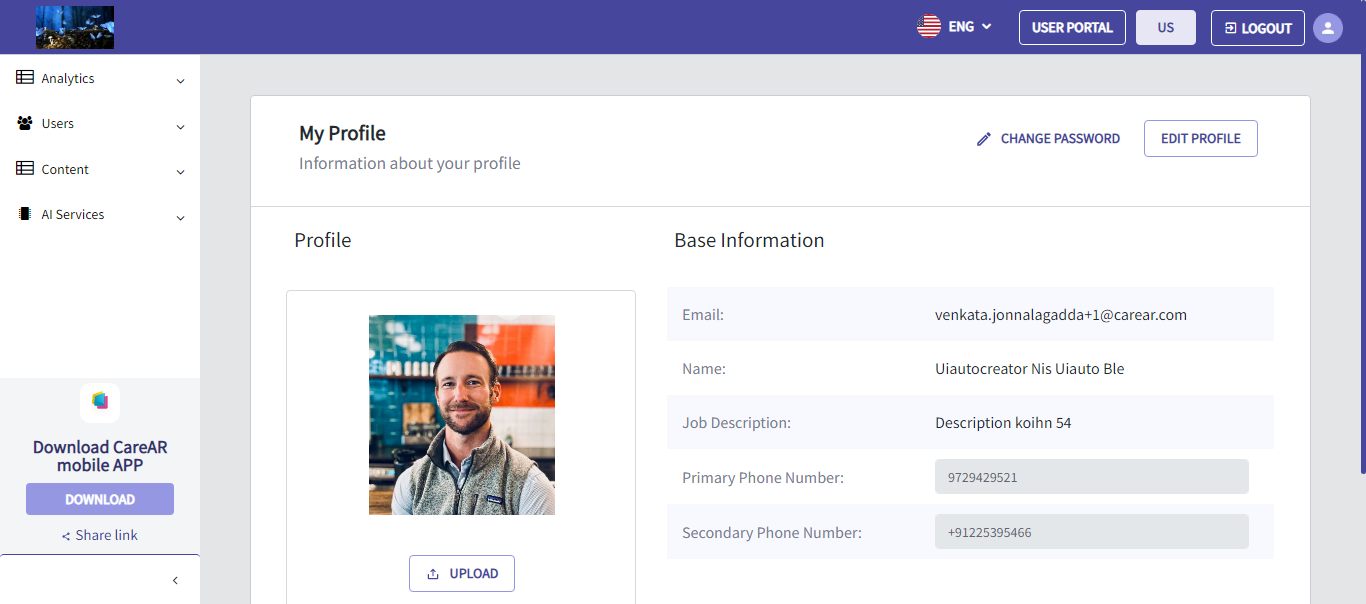 ENG
USER PORTAL
US
LOGOUT
Analytics
Users
Content
AI Services
Download CareAR
mobile APP
DOWNLOAD
Share link
My Profile
Information about your profile
CHANGE PASSWORD
EDIT PROFILE
Profile
UPLOAD
Base Information
Email: venkata.jonnalagadda+1@carear.com
Name: Uiautocreator Nis Uiauto Ble
Job Description: Description koihn 54
Primary Phone Number: 9729429521
Secondary Phone Number: +91225395466